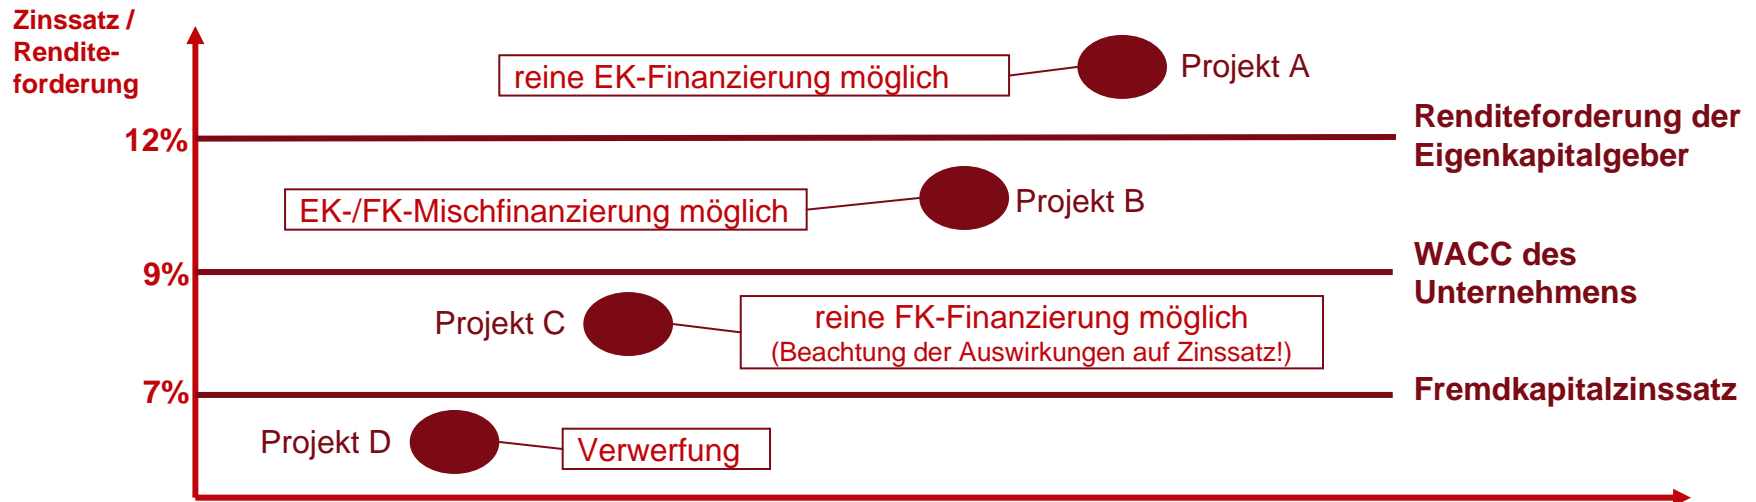 Zinssatz /
Rendite-
forderung
reine EK-Finanzierung möglich
Projekt A
12%
Renditeforderung der
Eigenkapitalgeber
EK-/FK-Mischfinanzierung möglich
Projekt B
9%
WACC des
Unternehmens
Projekt C
reine FK-Finanzierung möglich
(Beachtung der Auswirkungen auf Zinssatz!)
7%
Fremdkapitalzinssatz
Projekt D
Verwerfung